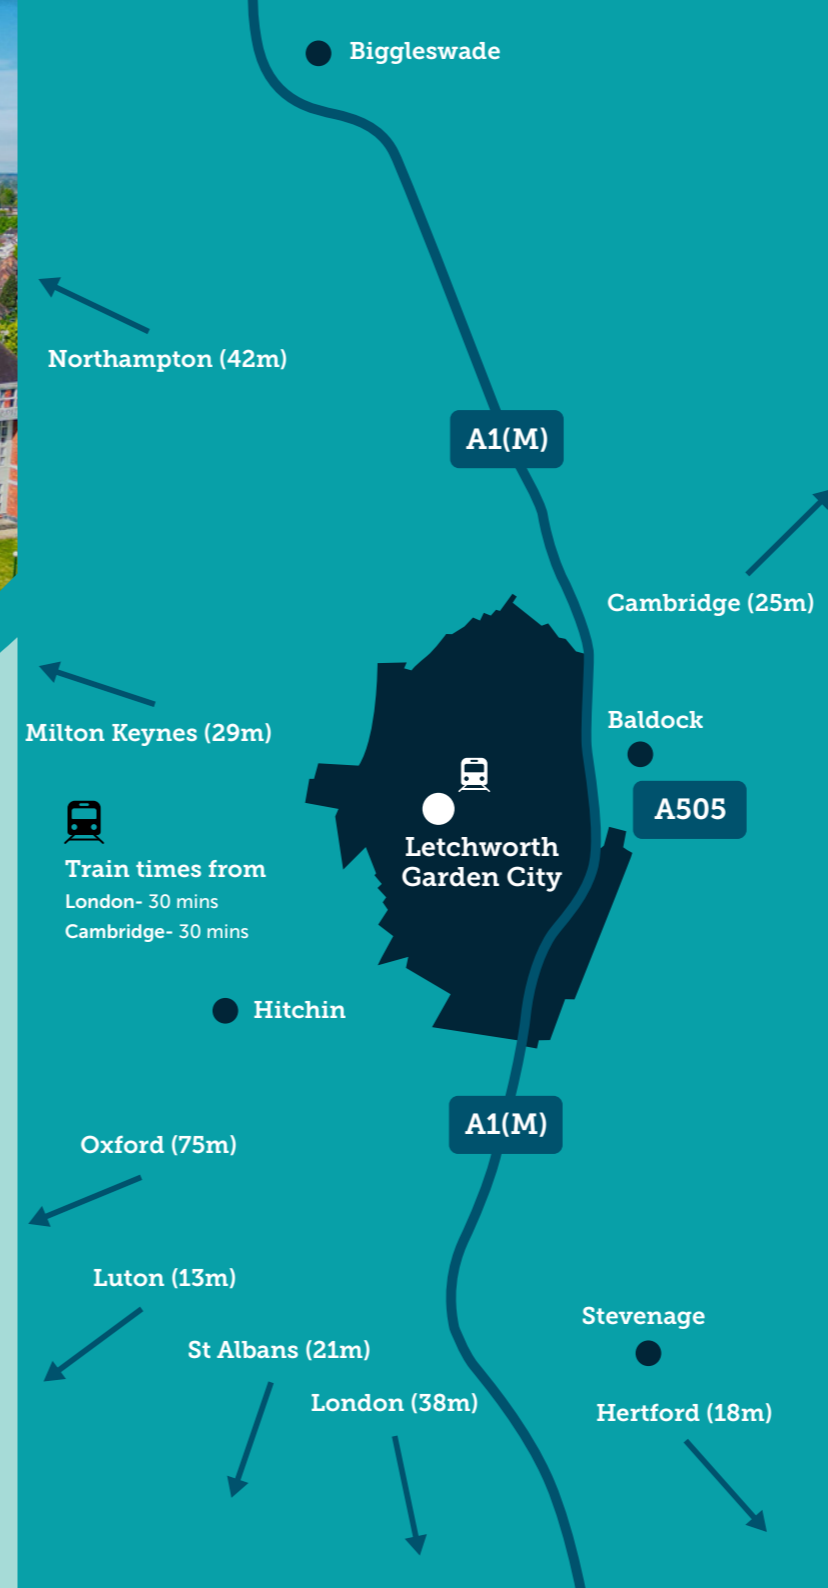 Biggleswade
Northampton (42m)
A1(M)
Cambridge (25m)
Baldock
Milton Keynes (29m)
A505
Letchworth
Garden City
Train times from
London- 30 mins
Cambridge- 30 mins
Hitchin
A1(M)
Oxford (75m)
Luton (13m)
Stevenage
St Albans (21m)
London (38m)
Hertford (18m)